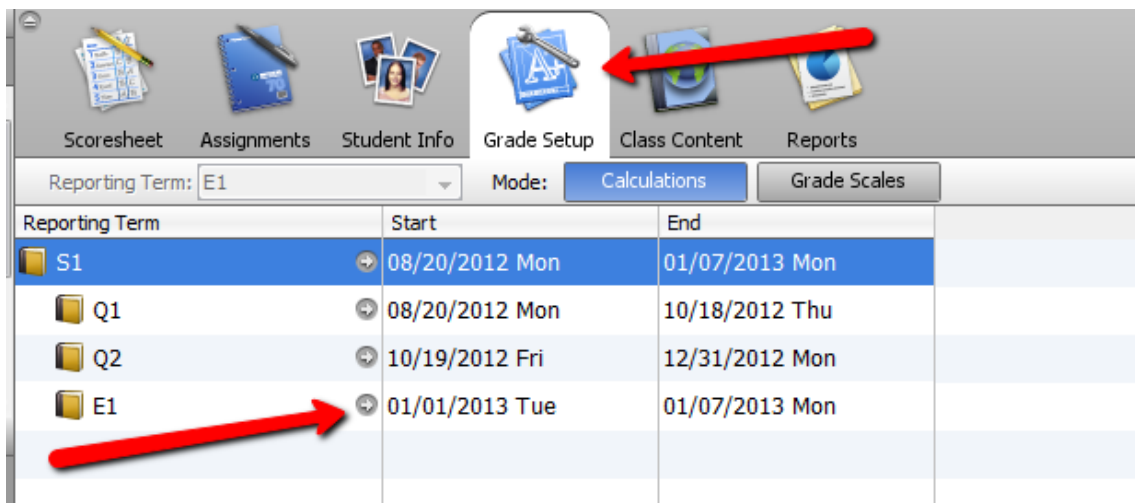 Scoresheet Assignments Student Info Grade Setup Class Content Reports
Reporting Term: E1 Mode: Calculations Grade Scales
Reporting Term Start End
S1 08/20/2012 Mon 01/07/2013 Mon
Q1 08/20/2012 Mon 10/18/2012 Thu
Q2 10/19/2012 Fri 12/31/2012 Mon
E1 01/01/2013 Tue 01/07/2013 Mon